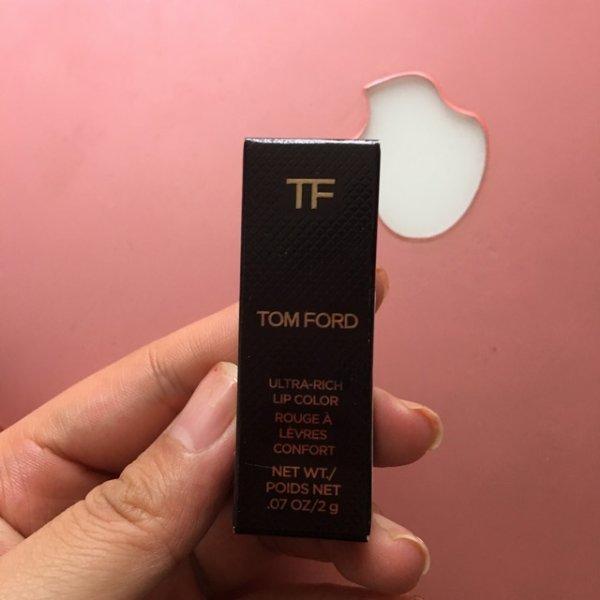 TF
TOM FORD
ULTRA-RICH
LIP COLOR
ROUGE À
LÈVRES
CONFORT
NET WT./
POIDS NET
.07 OZ/2 g